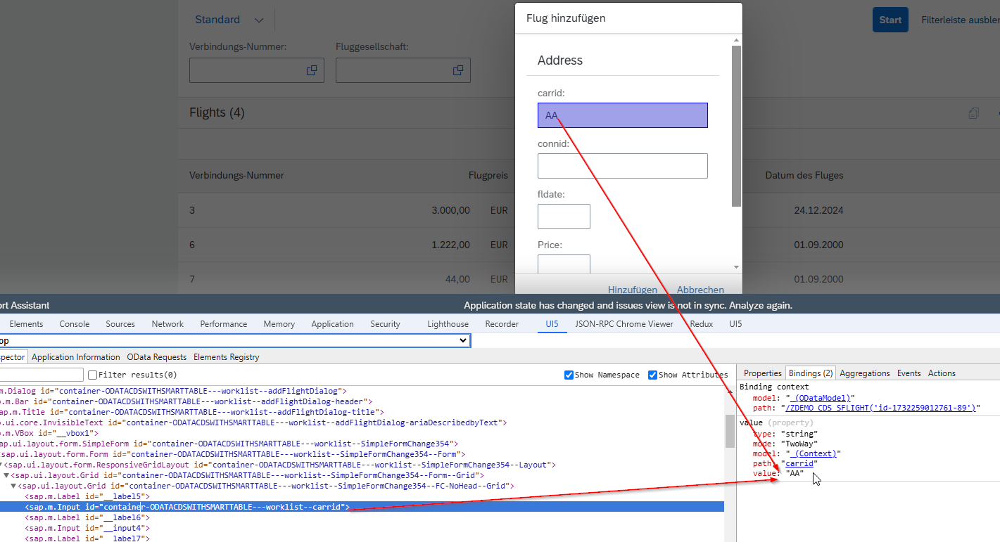 Standard
Flug hinzufügen
Start
Filterleiste ausblen
Verbindungs-Nummer:
Fluggesellschaft:
Address
carrid:
AA
Flights (4)
connid:
Verbindungs-Nummer
Flugpreis
Datum des Fluges
fldate:
3
3.000,00 EUR
24.12.2024
Price:
6
1.222,00 EUR
01.09.2000
7
44,00 EUR
01.09.2000
Hinzufügen Abbrechen
ort Assistant
Application state has changed and issues view is not in sync. Analyze again.
Elements Console Sources Network Performance Memory Application Security Lighthouse Recorder UI5 JSON-RPC Chrome Viewer Redux UI5
op
spector Application Information OData Requests Elements Registry
Filter results(0) Show Namespace Show Attributes
m.Dialog id="container-ODATACDSWITHSMARTTABLE---worklist--addFlightDialog">
p.m.Bar id="container-ODATACDSWITHSMARTTABLE---worklist--addFlightDialog-header">
sap.m.Title id="container-ODATACDSWITHSMARTTABLE---worklist--addFlightDialog-title">
p.ui.core.InvisibleText id="container-ODATACDSWITHSMARTTABLE---worklist--addFlightDialog-ariaDescribedbyText">
p.m.VBox id="__vbox1">
ap.ui.layout.form.SimpleForm id="container-ODATACDSWITHSMARTTABLE---worklist--SimpleFormChange354">
<sap.ui.layout.form.Form id="container-ODATACDSWITHSMARTTABLE---worklist--SimpleFormChange354--Form">
<sap.ui.layout.form.ResponsiveGridLayout id="container-ODATACDSWITHSMARTTABLE---worklist--SimpleFormChange354--Layout">
<sap.ui.layout.Grid id="container-ODATACDSWITHSMARTTABLE---worklist--SimpleFormChange354--Form--Grid">
<sap.ui.layout.Grid id="container-ODATACDSWITHSMARTTABLE---worklist--SimpleFormChange354--FC-NoHead--Grid">
<sap.m.Label id="__label5">
<sap.m.Input id="container-ODATACDSWITHSMARTTABLE---worklist--carrid">
<sap.m.Label id="__label6">
<sap.m.Input id="__input4">
<sap.m.Label id="__label7">
Properties Bindings (2) Aggregations Events Actions
Binding context
model: " (ODataModel)"
path: "/ZDEMO_CDS_SFLIGHT('id-1732259012761-89')"
value (property)
type: "string"
mode: "TwoWay"
model: " (Context)"
path: "carrid"
value: "AA"